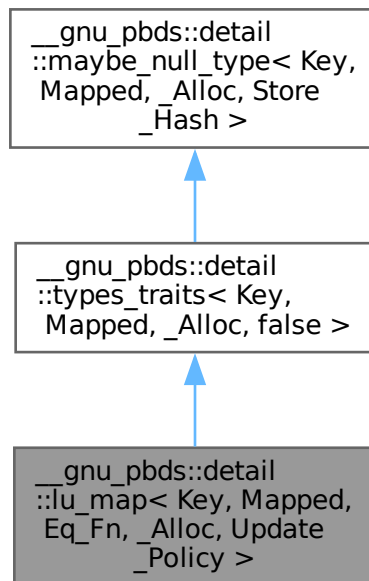 __gnu_pbds::detail
::maybe_null_type< Key,
Mapped, _Alloc, Store
_Hash >
__gnu_pbds::detail
::types_traits< Key,
Mapped, _Alloc, false >
__gnu_pbds::detail
::lu_map< Key, Mapped,
Eq_Fn, _Alloc, Update
_Policy >